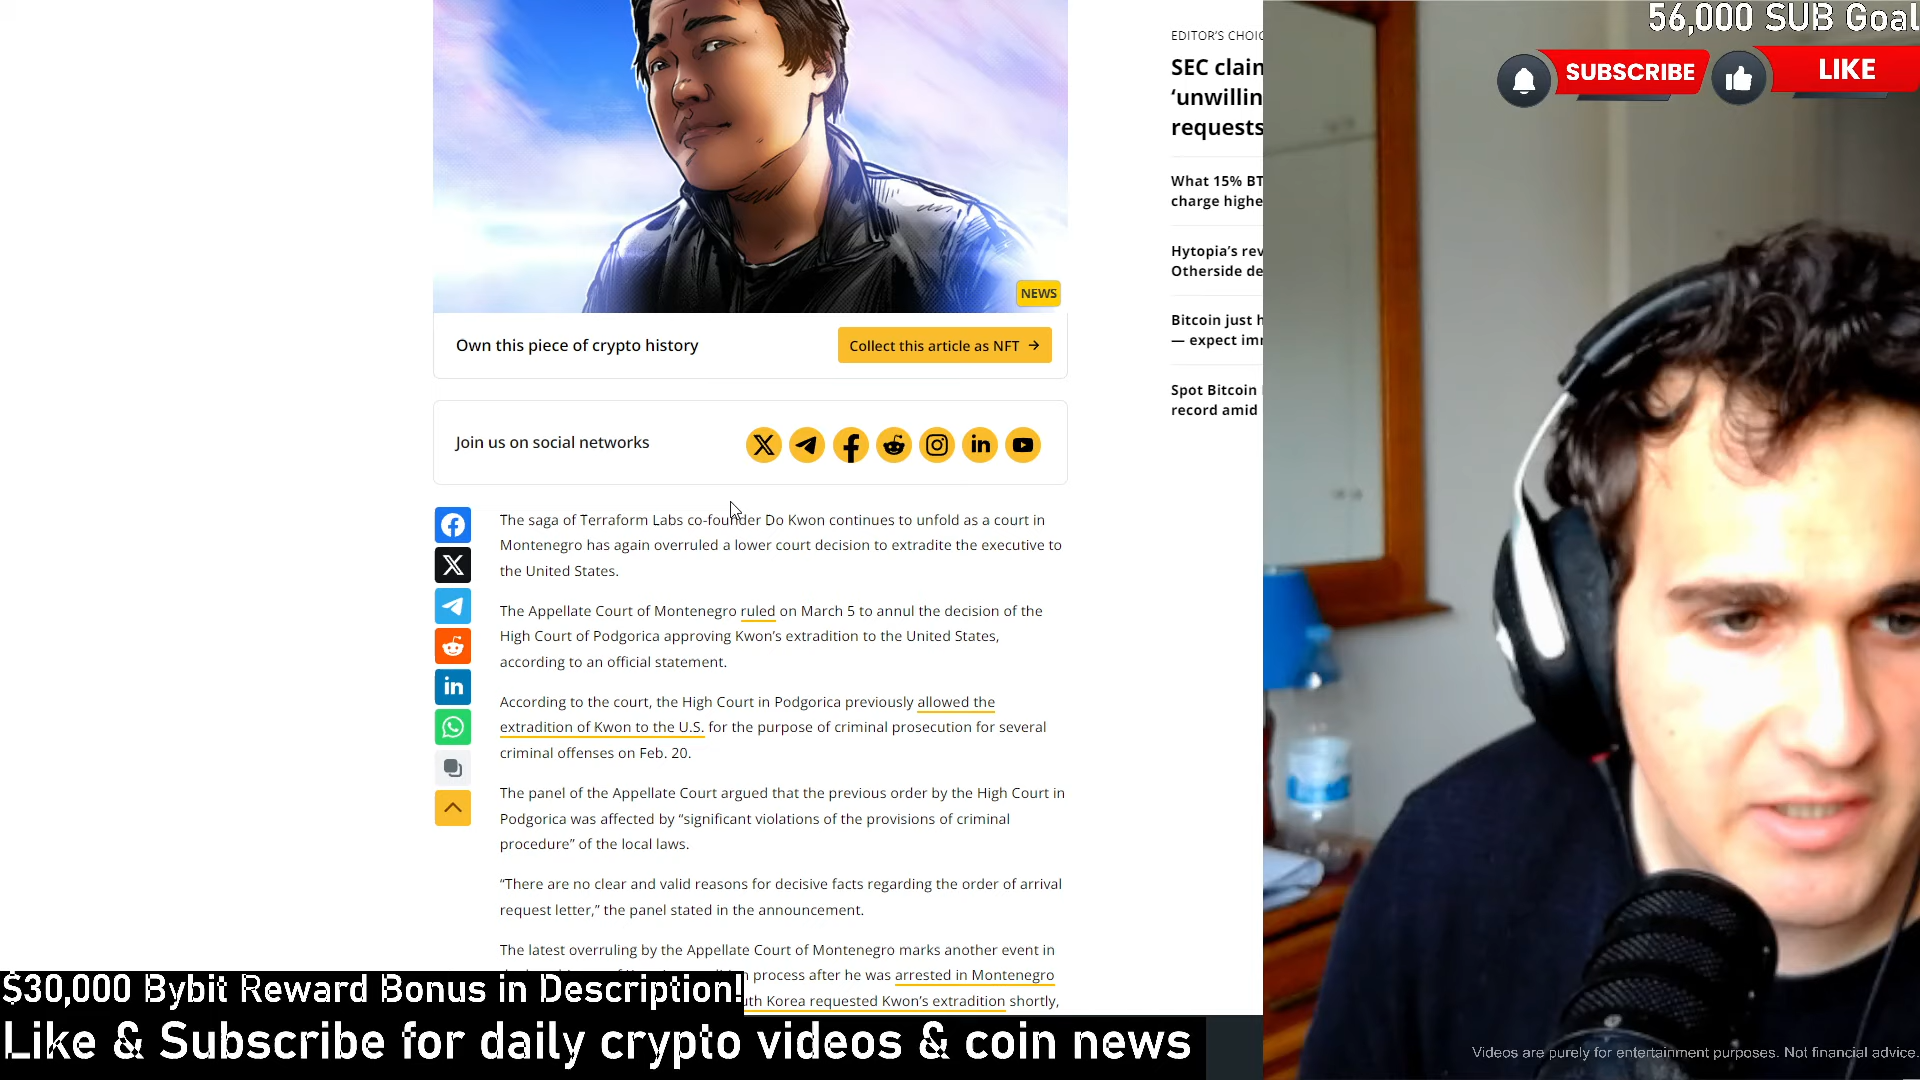 NEWS
Own this piece of crypto history
Collect this article as NFT →
Join us on social networks
The saga of Terraform Labs co-founder Do Kwon continues to unfold as a court in
Montenegro has again overruled a lower court decision to extradite the executive to
the United States.
The Appellate Court of Montenegro ruled on March 5 to annul the decision of the
High Court of Podgorica approving Kwon’s extradition to the United States,
according to an official statement.
According to the court, the High Court in Podgorica previously allowed the
extradition of Kwon to the U.S. for the purpose of criminal prosecution for several
criminal offenses on Feb. 20.
The panel of the Appellate Court argued that the previous order by the High Court in
Podgorica was affected by “significant violations of the provisions of criminal
procedure” of the local laws.
“There are no clear and valid reasons for decisive facts regarding the order of arrival
request letter,” the panel stated in the announcement.
The latest overruling by the Appellate Court of Montenegro marks another event in
process after he was arrested in Montenegro
Korea requested Kwon’s extradition shortly,
EDITOR’S
SEC
requests
What 15%
charge
Hytopia’s
Otherside
Bitcoin just
— expect
Spot Bitcoin
record amid
56,000 SUB Goal
SUBSCRIBE
LIKE
$30,000 Bybit Reward Bonus in Description!
Like & Subscribe for daily crypto videos & coin news
Videos are purely for entertainment purposes. Not financial advice.